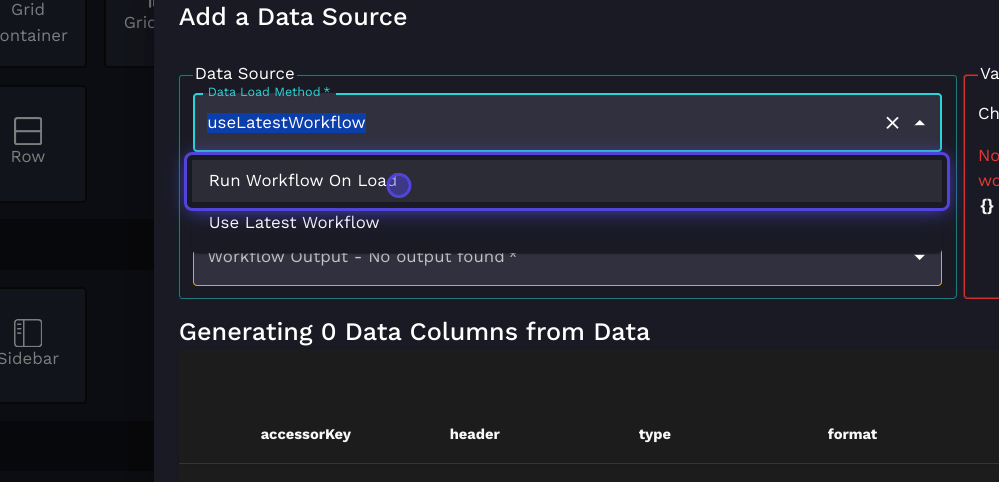 Grid
ontainer
Gric
Row
Sidebar
Add a Data Source
Data Source
Data Load Method *
useLatestWorkflow
Run Workflow On Load
Use Latest Workflow
Workflow Output - No output found *
Va
Ch
No
wo
{}
Generating 0 Data Columns from Data
accessorKey header type format